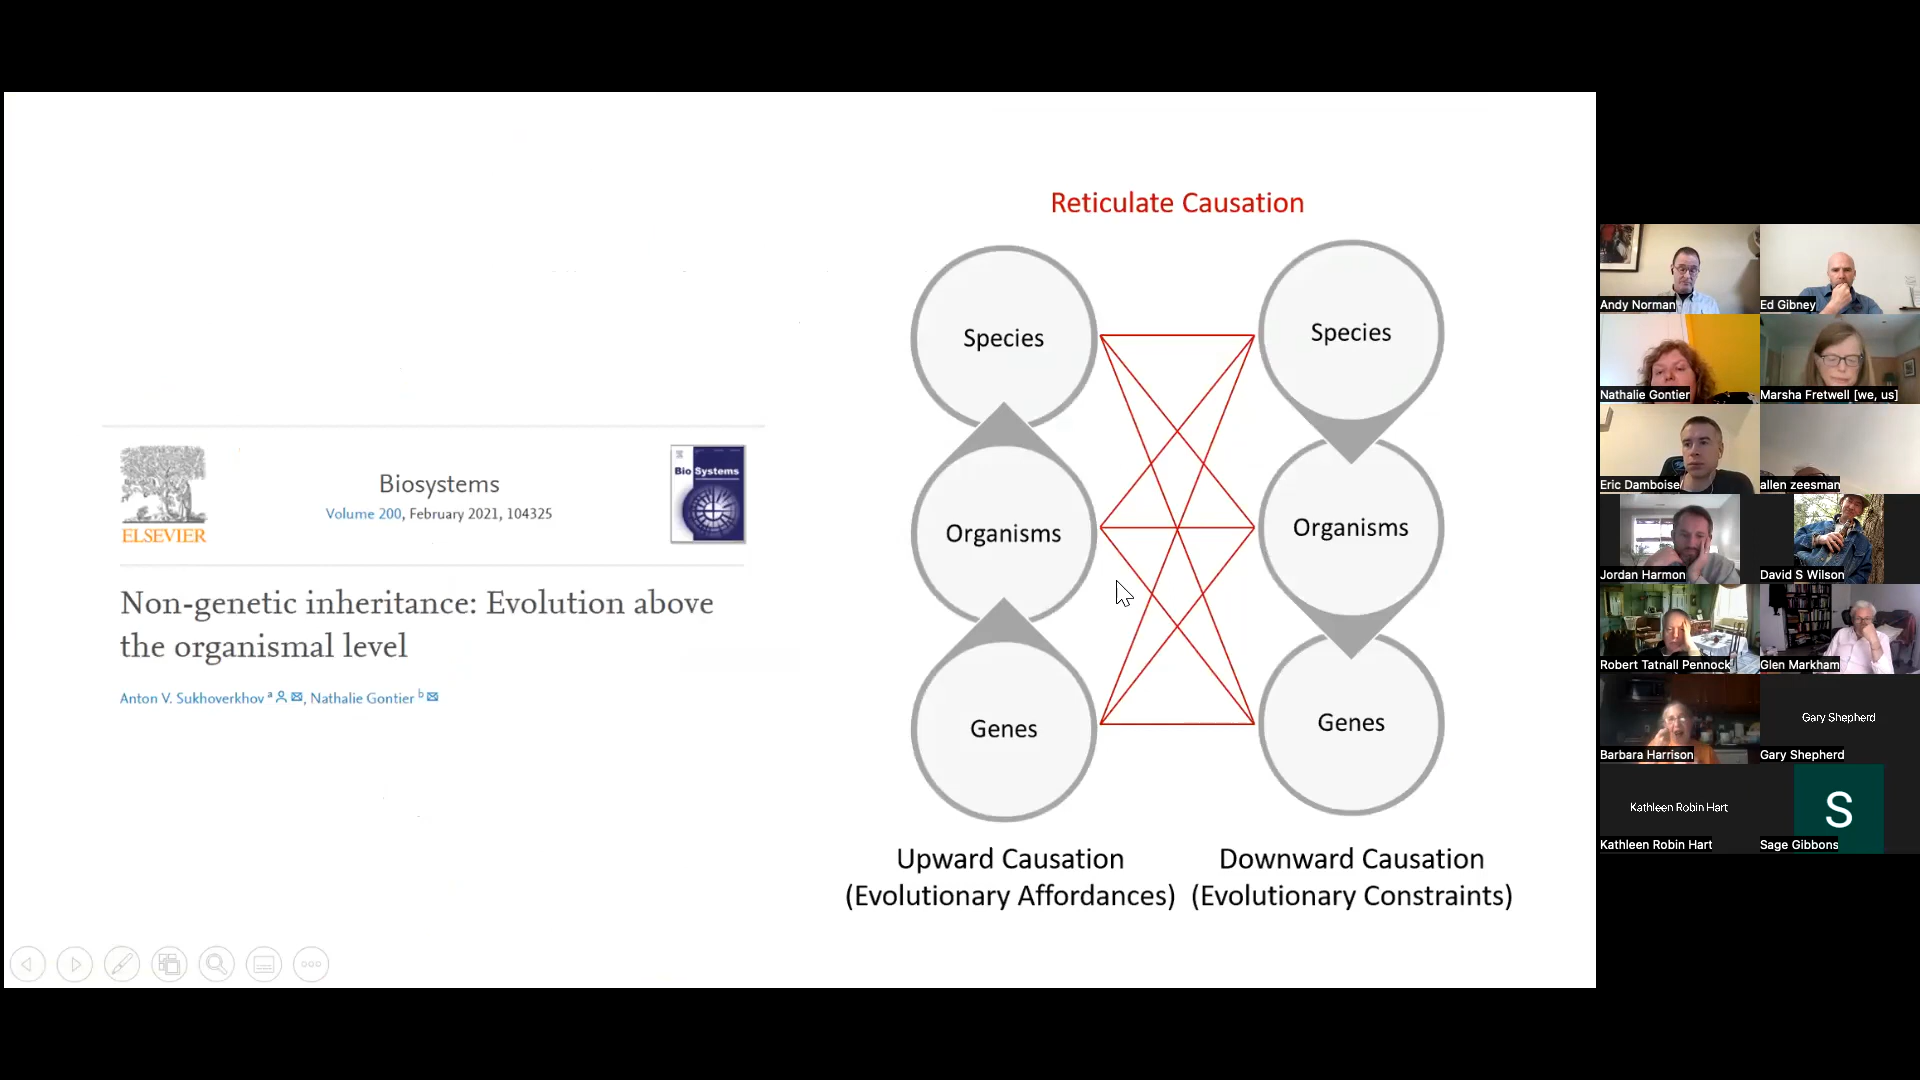 Reticulate Causation
Species
Species
Organisms
Organisms
Genes
Genes
Upward Causation
(Evolutionary Affordances)
Downward Causation
(Evolutionary Constraints)
ELSEVIER
Biosystems
Volume 200, February 2021, 104325
Bio Systems
Non-genetic inheritance: Evolution above
the organismal level
Anton V. Sukhoverkhov a, Nathalie Gontier b
Andy Norman
Ed Gibney
Nathalie Gontier
Marsha Fretwell [we, us]
Eric Damboise
allen zeesman
Jordan Harmon
David S Wilson
Robert Tatnall Pennock
Glen Markham
Barbara Harrison
Gary Shepherd
Gary Shepherd
Kathleen Robin Hart
Kathleen Robin Hart
S
Sage Gibbons